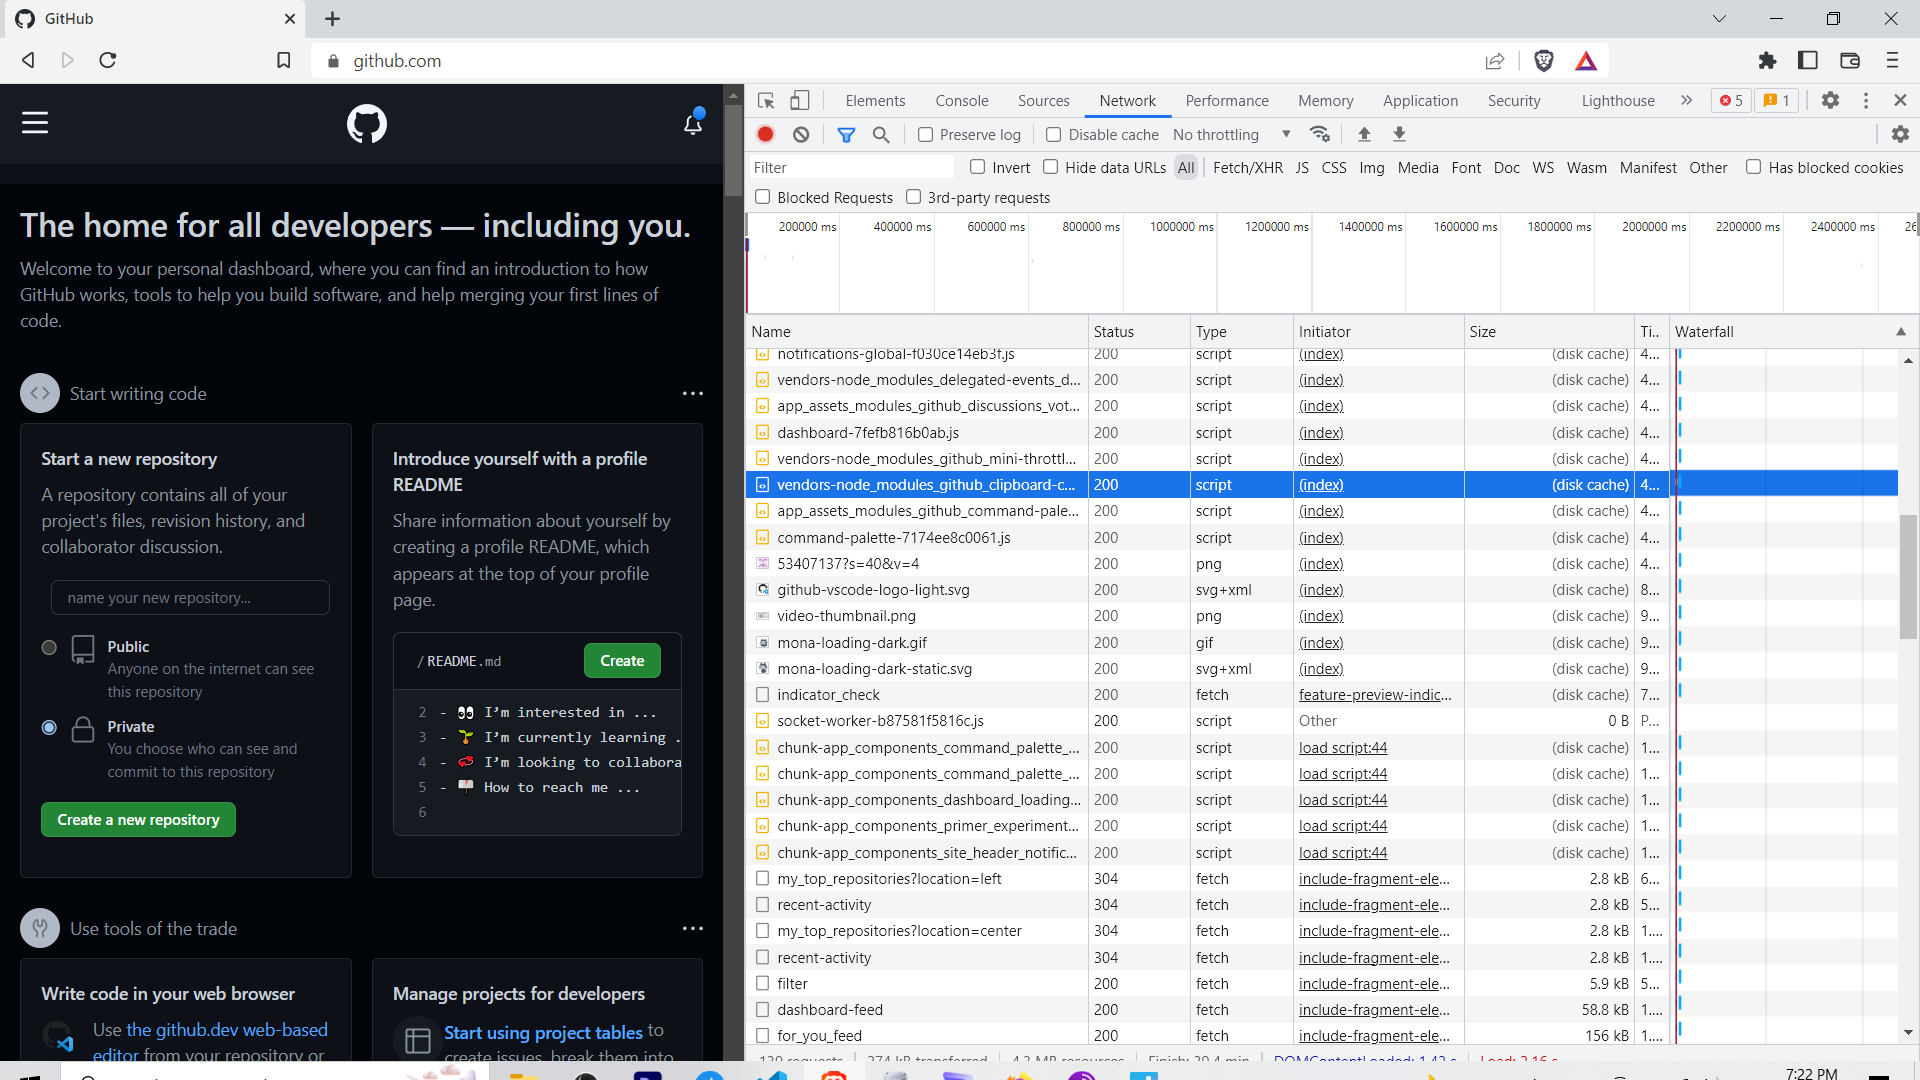 GitHub
github.com
The home for all developers — including you.
Welcome to your personal dashboard, where you can find an introduction to how
GitHub works, tools to help you build software, and help merging your first lines of
code.
Start writing code
Start a new repository
A repository contains all of your
project's files, revision history, and
collaborator discussion.
name your new repository...
Public
Anyone on the internet can see
this repository
Private
You choose who can see and
commit to this repository
Create a new repository
Introduce yourself with a profile
README
Share information about yourself by
creating a profile README, which
appears at the top of your profile
page.
/ README.md
Create
2 - 👀 I’m interested in ...
3 - 🌱 I’m currently learning .
4 - 💞️ I’m looking to collabora
5 - 📫 How to reach me ...
6
Use tools of the trade
Write code in your web browser
Use the github.dev web-based
editor from your repository or
Manage projects for developers
Start using project tables to
create issues, break them into
Elements Console Sources Network Performance Memory Application Security Lighthouse » 5 1
Preserve log Disable cache No throttling
Filter Invert Hide data URLs All Fetch/XHR JS CSS Img Media Font Doc WS Wasm Manifest Other Has blocked cookies
Blocked Requests 3rd-party requests
200000 ms 400000 ms 600000 ms 800000 ms 1000000 ms 1200000 ms 1400000 ms 1600000 ms 1800000 ms 2000000 ms 2200000 ms 2400000 ms 26
Name Status Type Initiator Size Ti.. Waterfall
notifications-global-f030ce14eb3f.js 200 script (index) (disk cache) 4...
vendors-node_modules_delegated-events_d... 200 script (index) (disk cache) 4...
app_assets_modules_github_discussions_vot... 200 script (index) (disk cache) 4...
dashboard-7fefb816b0ab.js 200 script (index) (disk cache) 4...
vendors-node_modules_github_mini-throttl... 200 script (index) (disk cache) 4...
vendors-node_modules_github_clipboard-c... 200 script (index) (disk cache) 4...
app_assets_modules_github_command-pale... 200 script (index) (disk cache) 4...
command-palette-7174ee8c0061.js 200 script (index) (disk cache) 4...
53407137?s=40&v=4 200 png (index) (disk cache) 4...
github-vscode-logo-light.svg 200 svg+xml (index) (disk cache) 8...
video-thumbnail.png 200 png (index) (disk cache) 9...
mona-loading-dark.gif 200 gif (index) (disk cache) 9...
mona-loading-dark-static.svg 200 svg+xml (index) (disk cache) 9...
indicator_check 200 fetch feature-preview-indic... (disk cache) 7...
socket-worker-b87581f5816c.js 200 script Other 0 B P...
chunk-app_components_command_palette_... 200 script load script:44 (disk cache) 1...
chunk-app_components_command_palette_... 200 script load script:44 (disk cache) 1...
chunk-app_components_dashboard_loading... 200 script load script:44 (disk cache) 1...
chunk-app_components_primer_experiment... 200 script load script:44 (disk cache) 1...
chunk-app_components_site_header_notific... 200 script load script:44 (disk cache) 1...
my_top_repositories?location=left 304 fetch include-fragment-ele... 2.8 kB 6...
recent-activity 304 fetch include-fragment-ele... 2.8 kB 5...
my_top_repositories?location=center 304 fetch include-fragment-ele... 2.8 kB 1....
recent-activity 304 fetch include-fragment-ele... 2.8 kB 1....
filter 200 fetch include-fragment-ele... 5.9 kB 5...
dashboard-feed 200 fetch include-fragment-ele... 58.8 kB 1....
for_you_feed 200 fetch include-fragment-ele... 156 kB 1....
requests 274 kB transferred 4.3 MB resources Finish: min DOMContentLoaded: 1.42 s Load: 2.16 s
7:22 PM